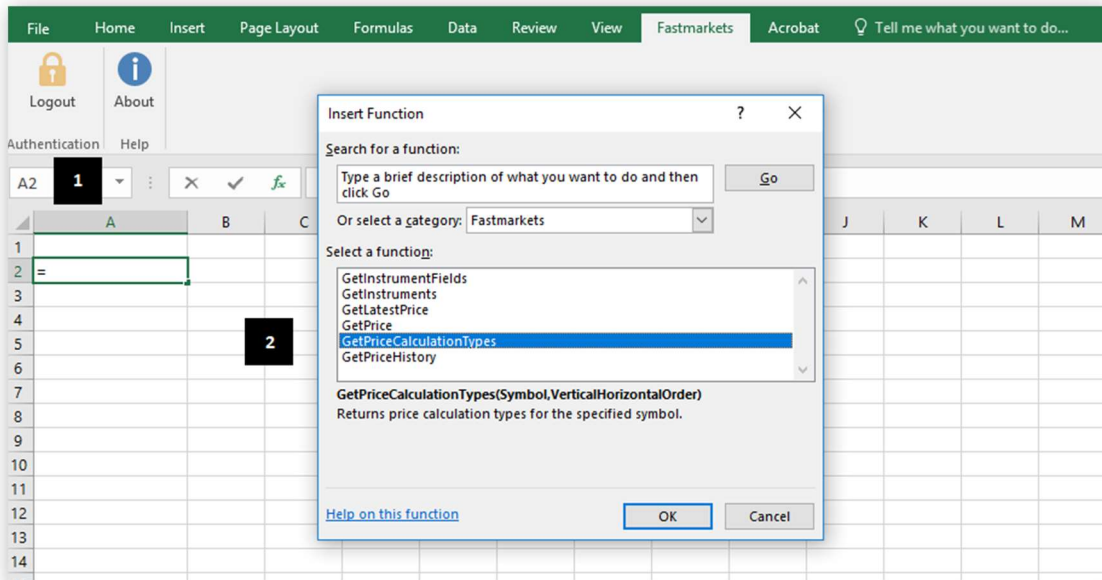 File Home Insert Page Layout Formulas Data Review View Fastmarkets Acrobat Tell me what you want to do...
Logout About
Authentication Help
A2 1 fx
A B C J K L M
1
2 =
3
4
5
6
7
8
9
10
11
12
13
14
2
Insert Function ?
Search for a function:
Type a brief description of what you want to do and then
click Go
Go
Or select a category: Fastmarkets
Select a function:
GetInstrumentFields
GetInstruments
GetLatestPrice
GetPrice
GetPriceCalculationTypes
GetPriceHistory
GetPriceCalculationTypes(Symbol,VerticalHorizontalOrder)
Returns price calculation types for the specified symbol.
Help on this function OK Cancel